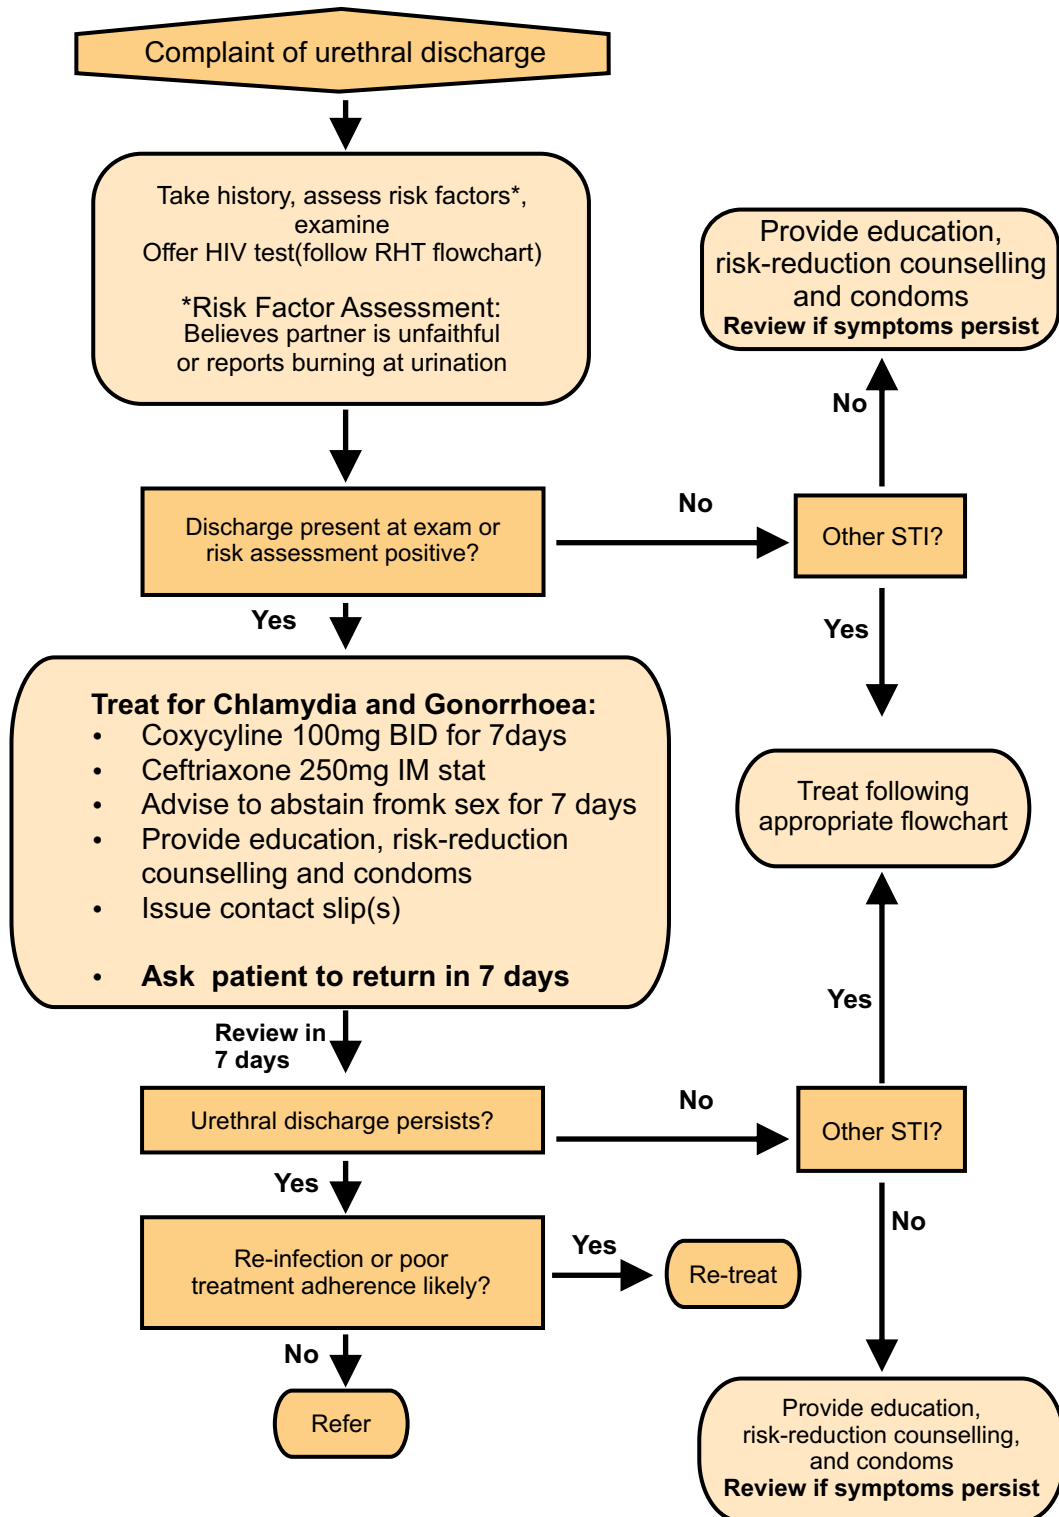 Complaint of urethral discharge
Take history, assess risk factors*,
examine
Offer HIV test(follow RHT flowchart)
*Risk Factor Assessment:
Believes partner is unfaithful
or reports burning at urination
Provide education,
risk-reduction counselling
and condoms
Review if symptoms persist
No
Discharge present at exam or
risk assessment positive?
No
Other STI?
Yes
Yes
Treat for Chlamydia and Gonorrhoea:
• Coxycyline 100mg BID for 7days
• Ceftriaxone 250mg IM stat
• Advise to abstain fromk sex for 7 days
• Provide education, risk-reduction
counselling and condoms
• Issue contact slip(s)
• Ask patient to return in 7 days
Treat following
appropriate flowchart
Yes
Review in
7 days
Urethral discharge persists?
No
Other STI?
Yes
No
Re-infection or poor
treatment adherence likely?
Yes
Re-treat
No
Refer
Provide education,
risk-reduction counselling,
and condoms
Review if symptoms persist